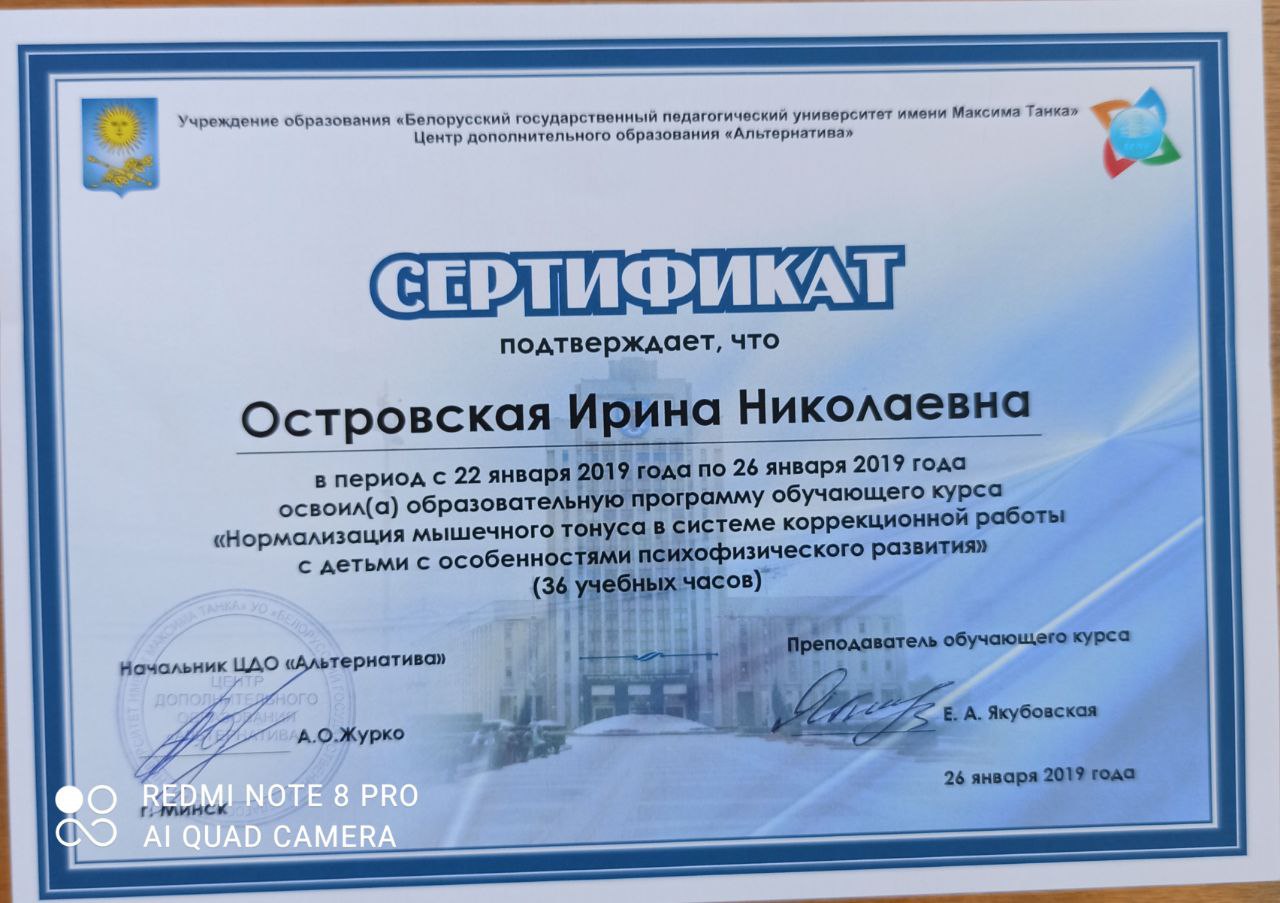 Учреждение образования «Белорусский государственный педагогический университет имени Максима Танка»
Центр дополнительного образования «Альтернатива»
СЕРТИФИКАТ
подтверждает, что
Островская Ирина Николаевна
в период с 22 января 2019 года по 26 января 2019 года
освоил(а) образовательную программу обучающего курса
«Нормализация мышечного тонуса в системе коррекционной работы
с детьми с особенностями психофизического развития»
(36 учебных часов)
Начальник ЦДО «Альтернатива»
ЦЕНТР
ДОПОЛНИТЕЛЬНОГО
ОБРАЗОВАНИЯ
А.О.Журко
г. Минск
Преподаватель обучающего курса
Е. А. Якубовская
26 января 2019 года
REDMI NOTE 8 PRO
AI QUAD CAMERA